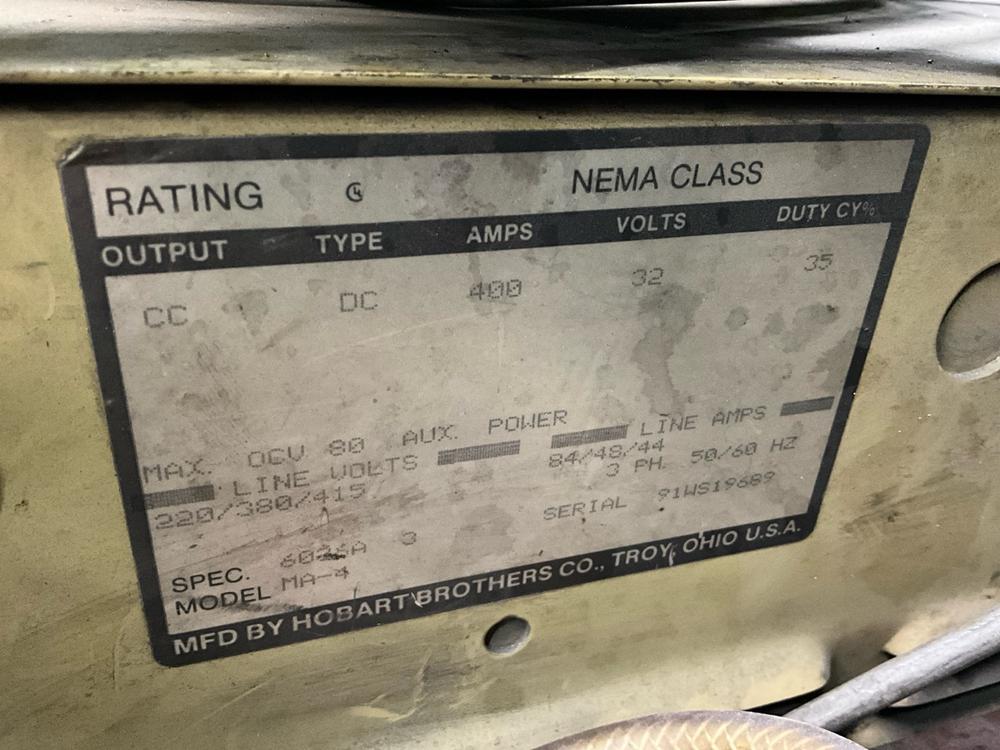 RATING NEMA CLASS
OUTPUT TYPE AMPS VOLTS DUTY CY%
CC DC 400 32 35
MAX. OCV 80 AUX. POWER
LINE VOLTS LINE AMPS
220/380/415 84/48/44
3 PH. 50/60 HZ
SERIAL 91WS19689
SPEC. 6026A 3
MODEL MA-4
MFD BY HOBART BROTHERS CO., TROY, OHIO U.S.A.